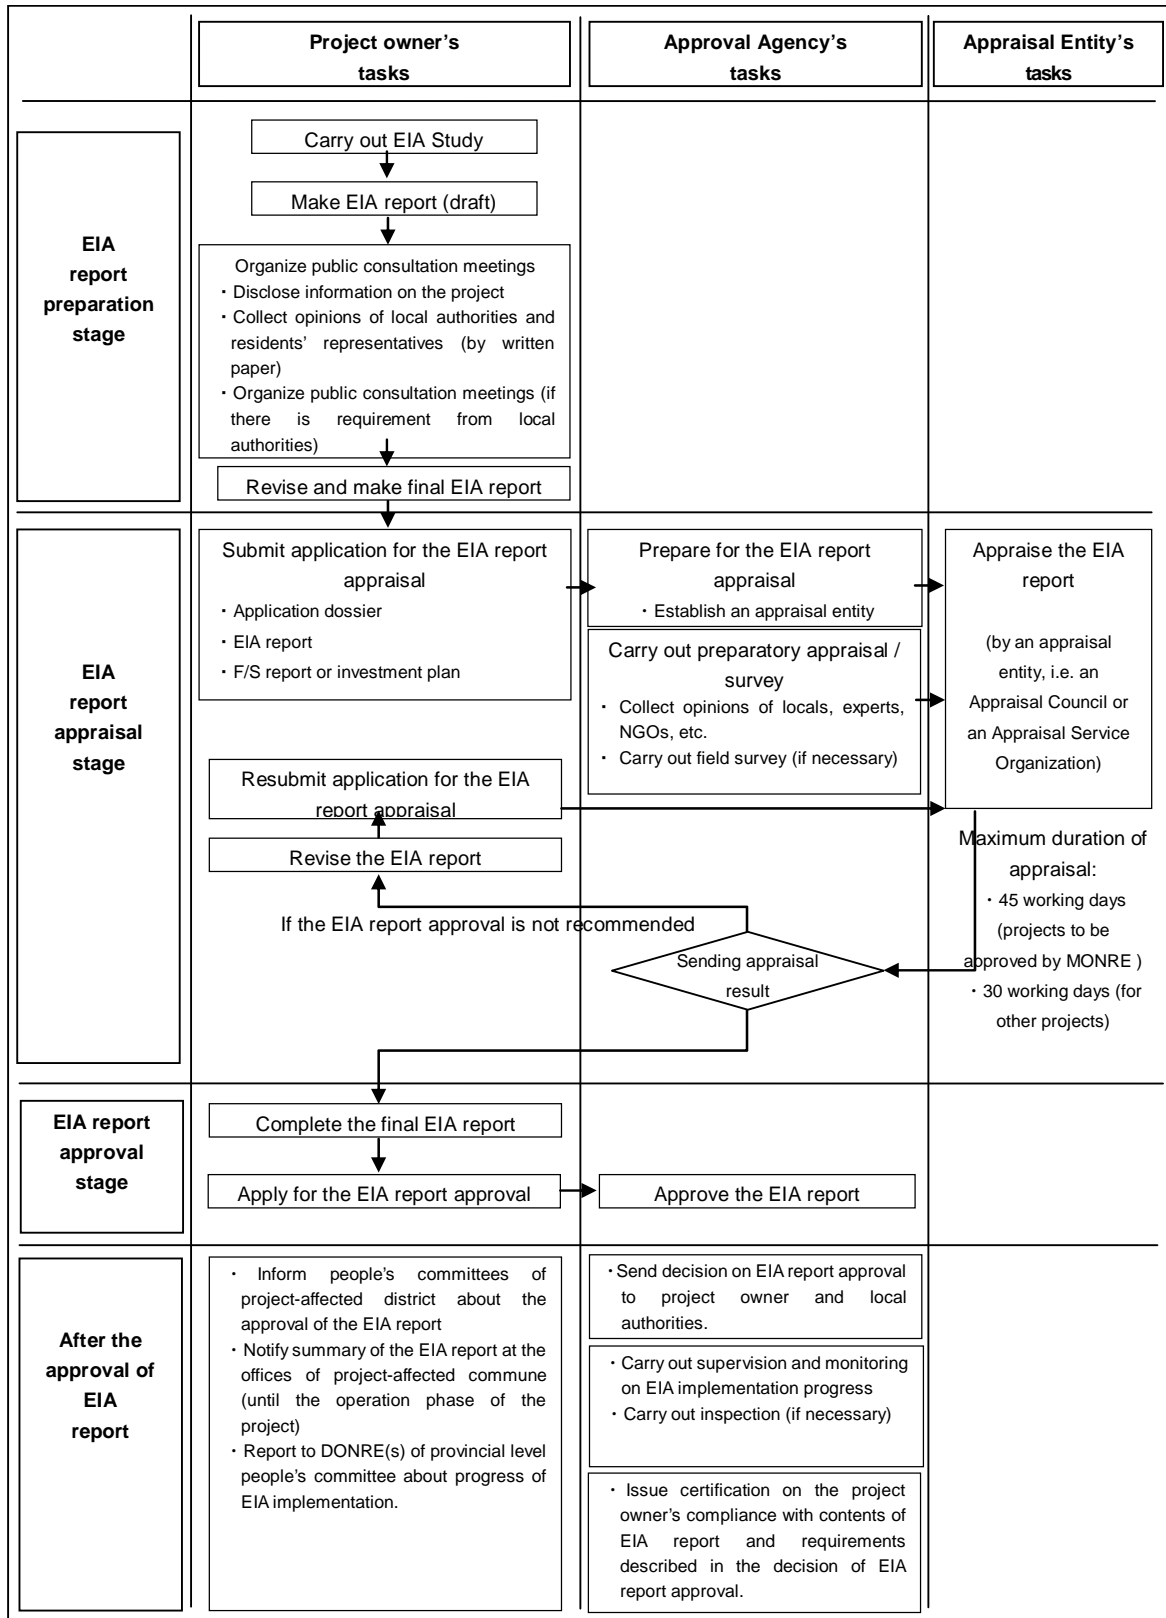 Project owner's
tasks
Approval Agency's
tasks
Appraisal Entity's
tasks
EIA
report
preparation
stage
Carry out EIA Study
Make EIA report (draft)
Organize public consultation meetings
・Disclose information on the project
・Collect opinions of local authorities and
residents' representatives (by written
paper)
・Organize public consultation meetings (if
there is requirement from local
authorities)
Revise and make final EIA report
EIA
report
appraisal
stage
Submit application for the EIA report
appraisal
・Application dossier
・EIA report
・F/S report or investment plan
Prepare for the EIA report
appraisal
・Establish an appraisal entity
Carry out preparatory appraisal /
survey
・ Collect opinions of locals, experts,
NGOs, etc.
・ Carry out field survey (if necessary)
Appraise the EIA
report
(by an appraisal
entity, i.e. an
Appraisal Council or
an Appraisal Service
Organization)
Resubmit application for the EIA
report appraisal
Revise the EIA report
If the EIA report approval is not recommended
Sending appraisal
result
Maximum duration of
appraisal:
・45 working days
(projects to be
approved by MONRE )
・30 working days (for
other projects)
EIA report
approval
stage
Complete the final EIA report
Apply for the EIA report approval
Approve the EIA report
After the
approval of
EIA
report
・ Inform people's committees of
project-affected district about the
approval of the EIA report
・Notify summary of the EIA report at the
offices of project-affected commune
(until the operation phase of the
project)
・Report to DONRE(s) of provincial level
people's committee about progress of
EIA implementation.
・Send decision on EIA report approval
to project owner and local
authorities.
・Carry out supervision and monitoring
on EIA implementation progress
・Carry out inspection (if necessary)
・ Issue certification on the project
owner's compliance with contents of
EIA report and requirements
described in the decision of EIA
report approval.